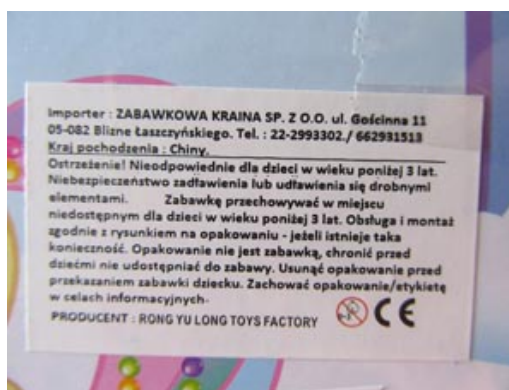 Importer : ZABAWKOWA KRAINA SP. Z O.O. ul. Gościnna 11
05-082 Blizne Łaszczyńskiego. Tel. : 22-2993302./ 662931513
Kraj pochodzenia : Chiny.
Ostrzeżenie! Nieodpowiednie dla dzieci w wieku poniżej 3 lat.
Niebezpieczeństwo zadławienia lub udławienia się drobnymi
elementami. Zabawkę przechowywać w miejscu
niedostępnym dla dzieci w wieku poniżej 3 lat. Obsługa i montaż
zgodnie z rysunkiem na opakowaniu - jeżeli istnieje taka
konieczność. Opakowanie nie jest zabawką, chronić przed
dziećmi nie udostępniać do zabawy. Usunąć opakowanie przed
przekazaniem zabawki dziecku. Zachować opakowanie/etykietę
w celach informacyjnych.
PRODUCENT : RONG YU LONG TOYS FACTORY CE